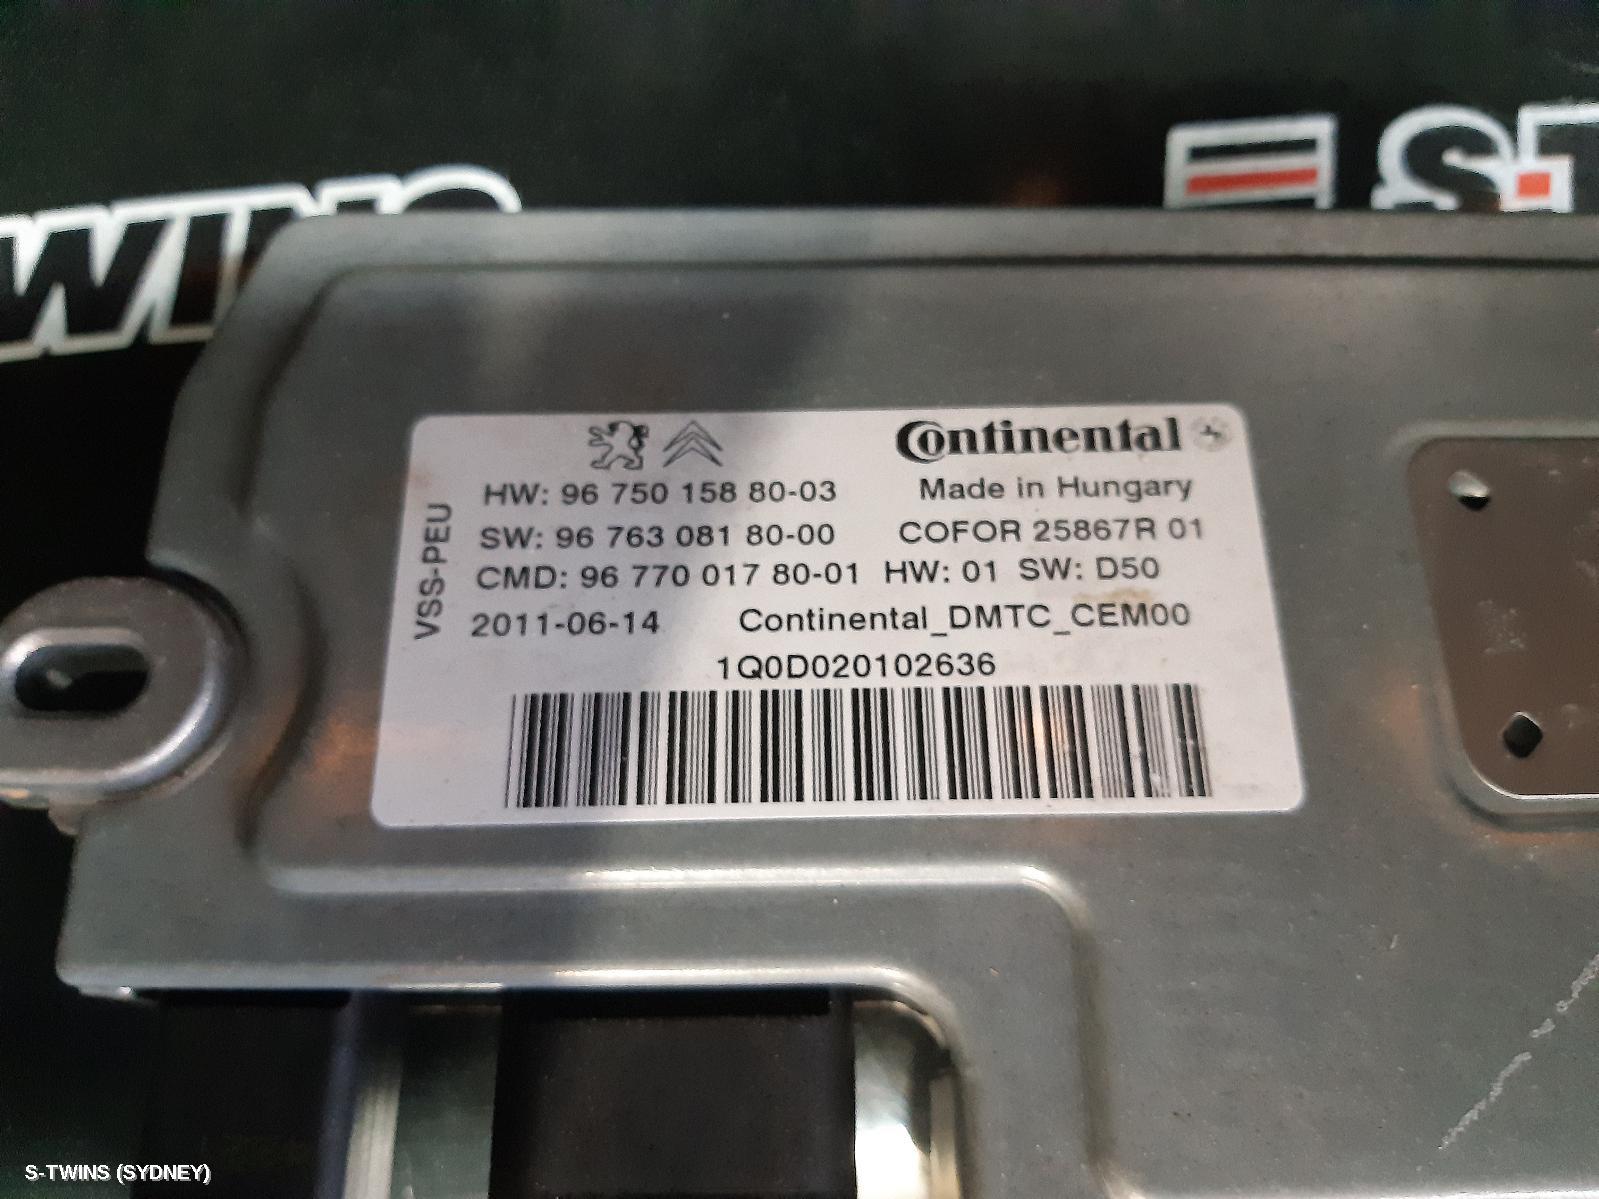 WINS
S-T
Continental
HW: 96 750 158 80-03
Made in Hungary
SW: 96 763 081 80-00
COFOR 25867R 01
CMD: 96 770 017 80-01 HW: 01 SW: D50
2011-06-14
Continental_DMTC_CEM00
1Q0D020102636
VSS-PEU
S-TWINS (SYDNEY)